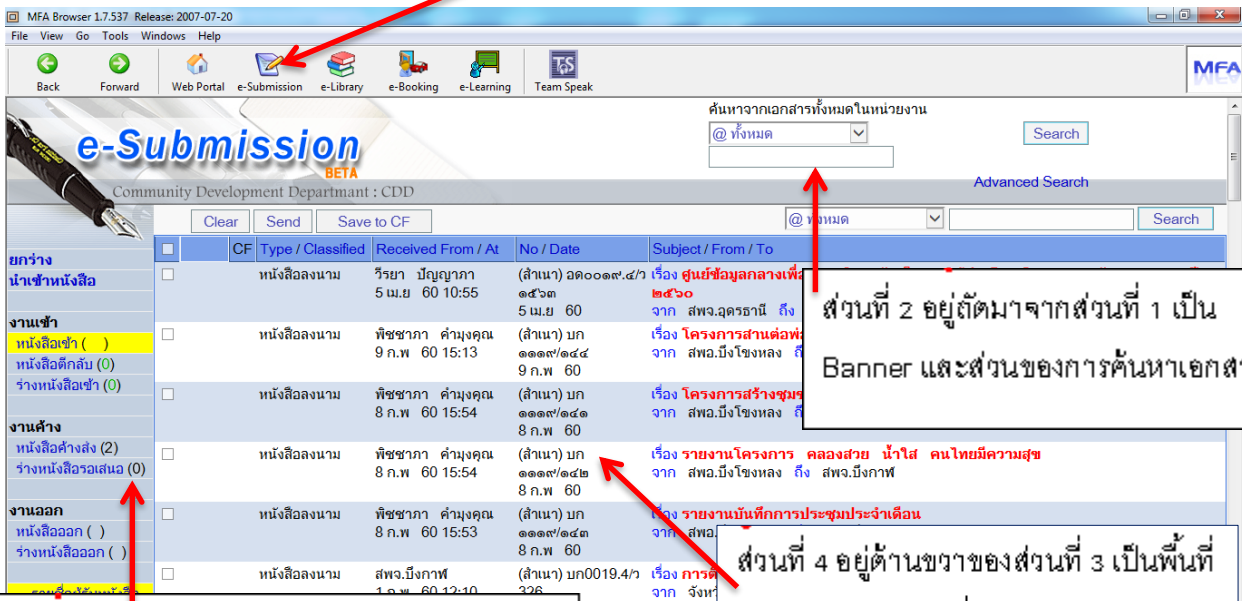 MFA Browser 1.7.537 Release: 2007-07-20
File View Go Tools Windows Help
Back Forward Web Portal e-Submission e-Library e-Booking e-Learning Team Speak
MFA
ค้นหาจากเอกสารทั้งหมดในหน่วยงาน
@ ทั้งหมด Search
e-Submission
BETA
Advanced Search
Community Development Departmant : CDD
Clear Send Save to CF @ ทั้งหมด Search
CF Type / Classified Received From / At No / Date Subject / From / To
ยกร่าง
นำเข้าหนังสือ
งานเข้า
หนังสือเข้า ( )
หนังสือตีกลับ (0)
ร่างหนังสือเข้า (0)
งานค้าง
หนังสือค้างส่ง (2)
ร่างหนังสือรอเสนอ (0)
งานออก
หนังสือออก ( )
ร่างหนังสือออก ( )
หนังสือลงนาม วีรยา ปัญญาภา (สำเนา) อด๐๐๑๙.๔/ว เรื่อง ศูนย์ข้อมูลกลางเพื่อ
5 เม.ย 60 10:55 ๑๕๖๓ ๒๕๖๐
5 เม.ย 60 จาก สพจ.อุดรธานี ถึง
หนังสือลงนาม พิชชาภา คำมุงคุณ (สำเนา) บก เรื่อง โครงการสานต่อพ่อ
9 ก.พ 60 15:13 ๑๑๑๙/๑๔๔ จาก สพอ.บึงโขงหลง
9 ก.พ 60
หนังสือลงนาม พิชชาภา คำมุงคุณ (สำเนา) บก เรื่อง โครงการสร้างชุม
8 ก.พ 60 15:54 ๑๑๑๙/๑๔๑ จาก สพอ.บึงโขงหลง
8 ก.พ 60
หนังสือลงนาม พิชชาภา คำมุงคุณ (สำเนา) บก เรื่อง รายงานโครงการ คลองสวย น้ำใส คนไทยมีความสุข
8 ก.พ 60 15:54 ๑๑๑๙/๑๔๒ จาก สพอ.บึงโขงหลง ถึง สพจ.บึงกาฬ
8 ก.พ 60
หนังสือลงนาม พิชชาภา คำมุงคุณ (สำเนา) บก เรื่อง รายงานบันทึกการประชุมประจำเดือน
8 ก.พ 60 15:53 ๑๑๑๙/๑๔๓ จาก สพอ.
8 ก.พ 60
หนังสือลงนาม สพจ.บึงกาฬ (สำเนา) บก0019.4/ว เรื่อง
1 ก.พ 60 12:10 326 จาก
ส่วนที่ 2 อยู่ถัดมาจากส่วนที่ 1 เป็น
Banner และส่วนของการค้นหาเอกส
ส่วนที่ 4 อยู่ด้านขวาของส่วนที่ 3 เป็นพื้นที่